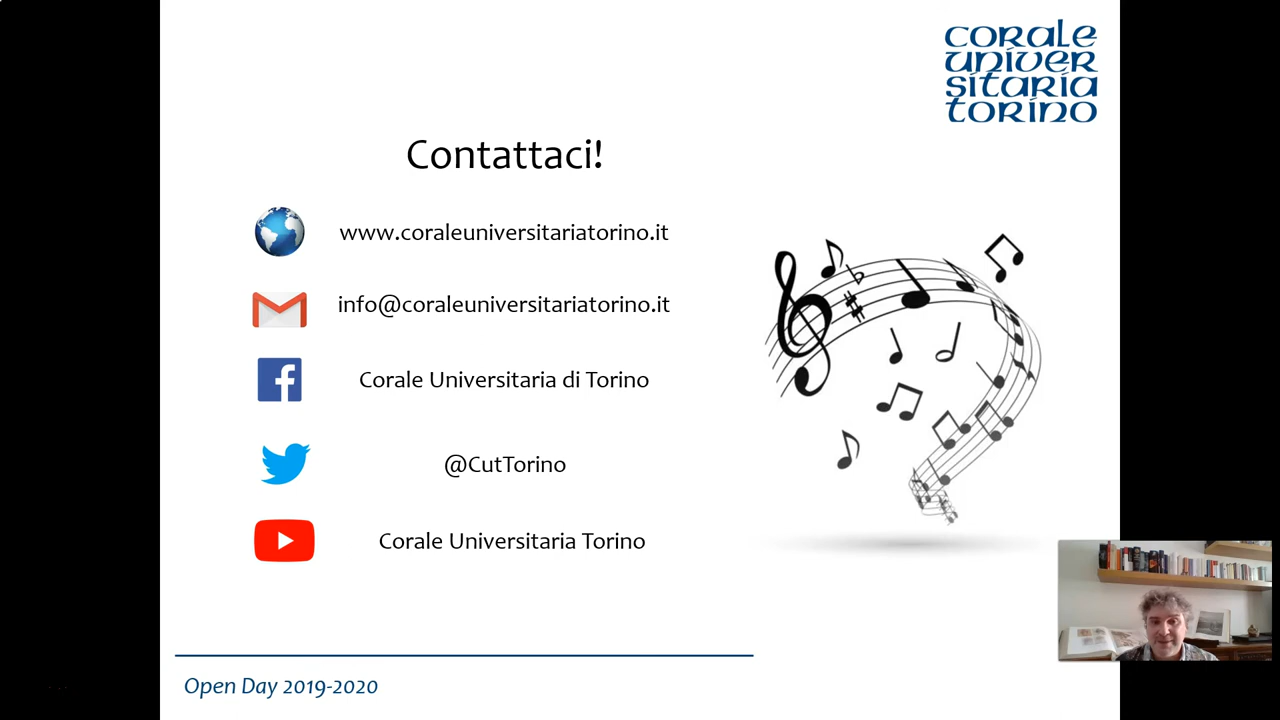 CORALE
UNIVER
SITARIA
TORINO
Contattaci!
www.coraleuniversitariatorino.it
info@coraleuniversitariatorino.it
Corale Universitaria di Torino
@CutTorino
Corale Universitaria Torino
Open Day 2019-2020